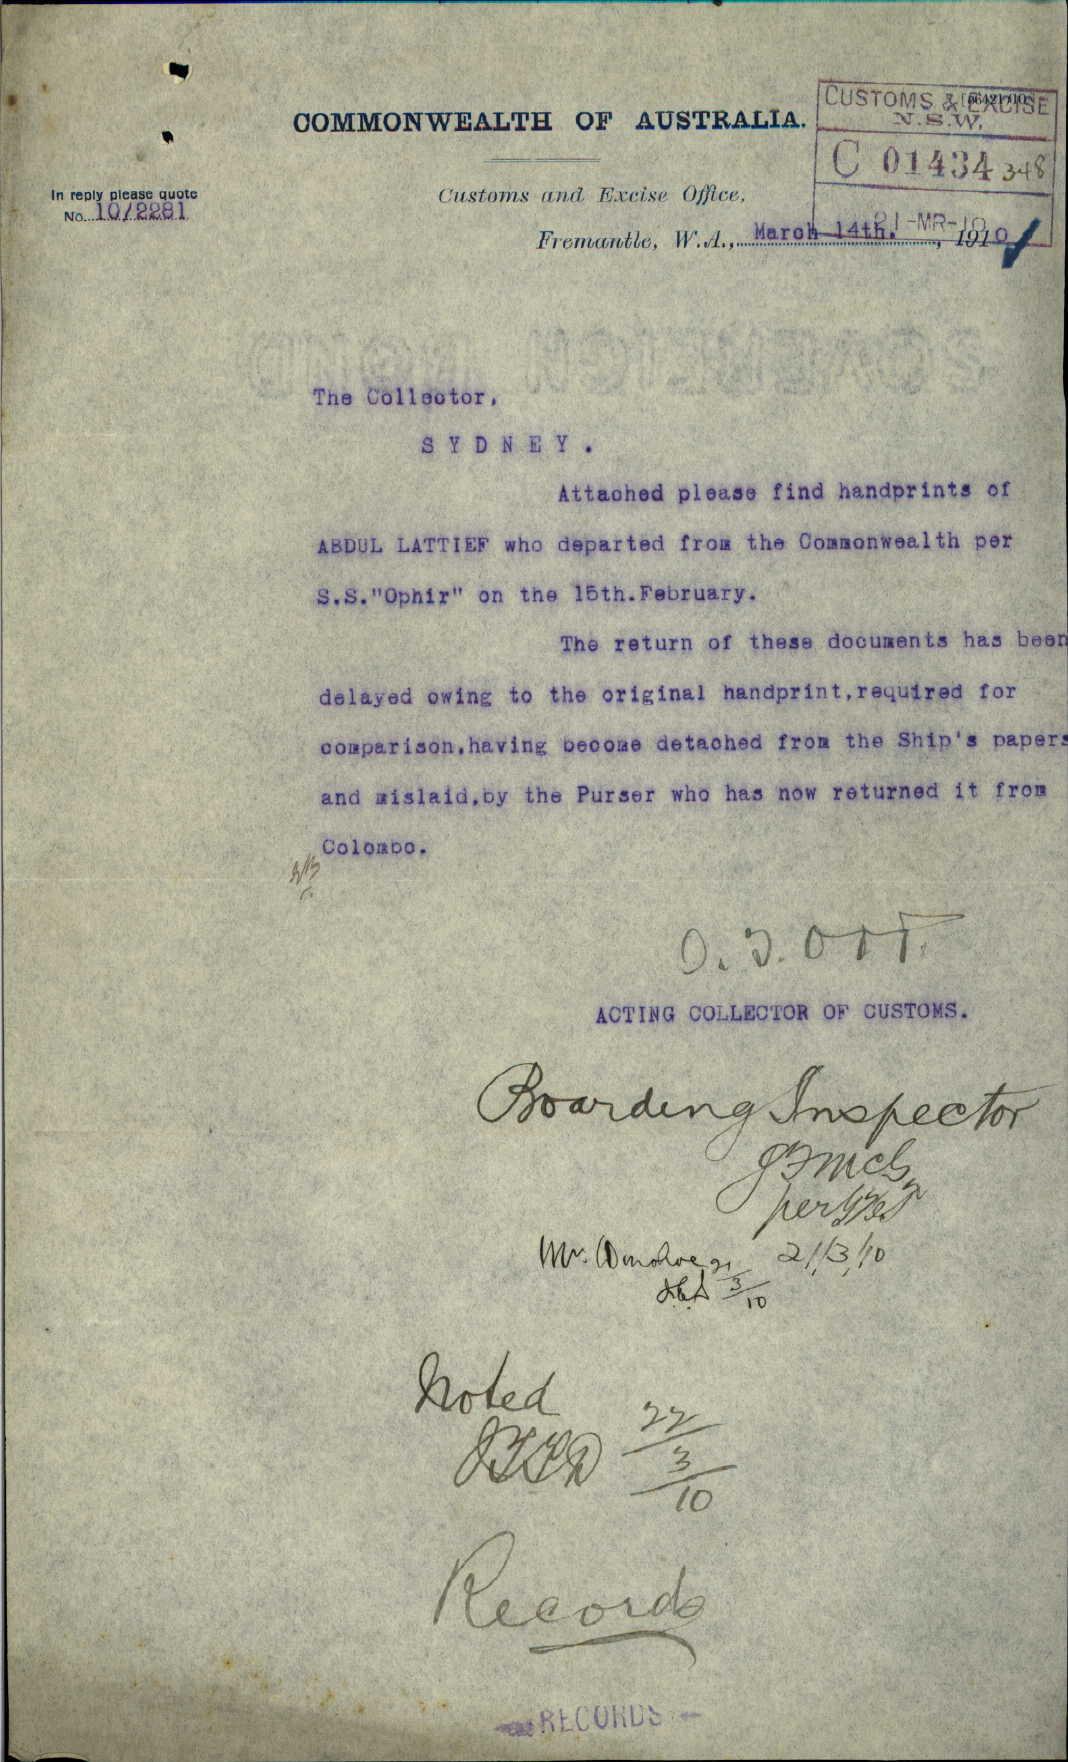 COMMONWEALTH OF AUSTRALIA.
CUSTOMS & EXCISE
N.S.W.
C 01434 348
21-MR-10
In reply please quote
No. 10/2281
Customs and Excise Office,
Fremantle, W.A., March 14th. , 1910
The Collector,
SYDNEY.
Attached please find handprints of
ABDUL LATTIEF who departed from the Commonwealth per
S.S."Ophir" on the 15th.February.
The return of these documents has been
delayed owing to the original handprint,required for
comparison,having become detached from the Ship's papers
and mislaid,by the Purser who has now returned it from
Colombo.
ACTING COLLECTOR OF CUSTOMS.
Boarding Inspector
per
21/3/10
Mr. 21/3/10
Noted
22/3/10
Records
RECORDS